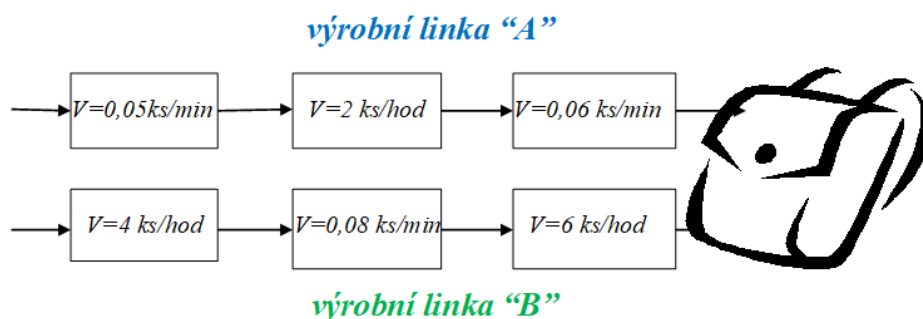 výrobní linka “A”
V=0,05ks/min
V=2 ks/hod
V=0,06 ks/min
V=4 ks/hod
V=0,08 ks/min
V=6 ks/hod
výrobní linka “B”